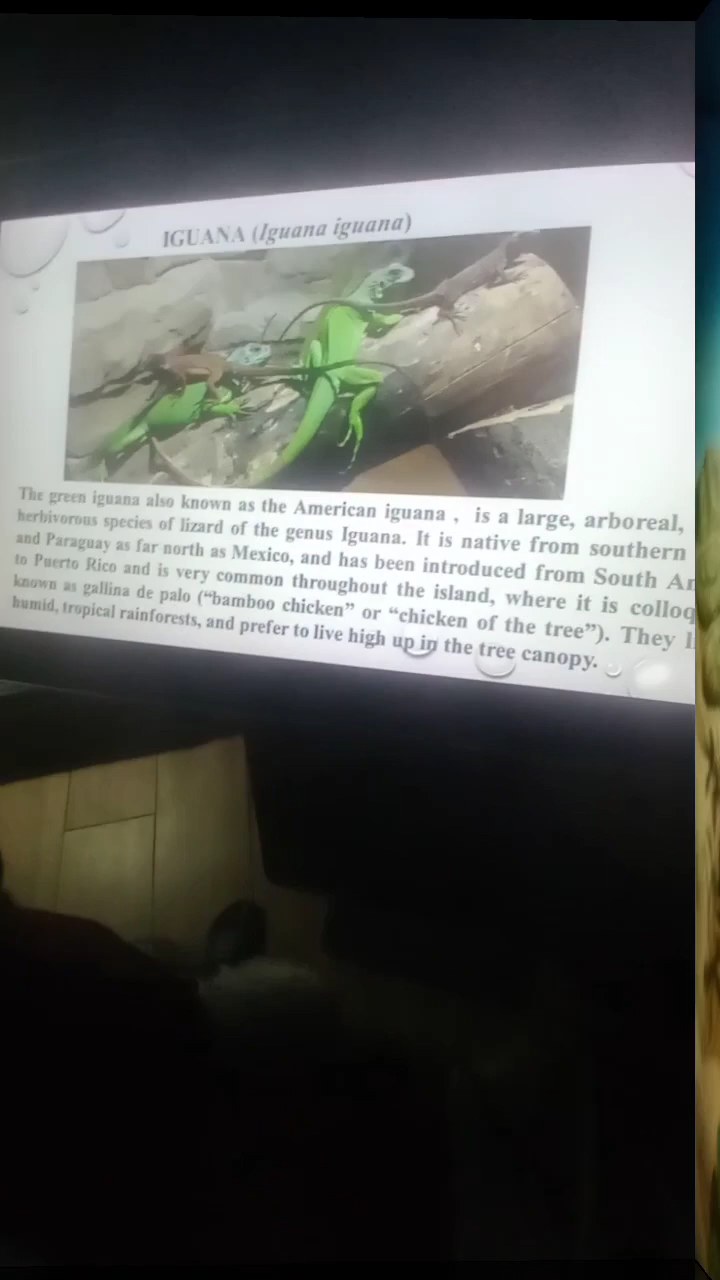 IGUANA (Iguana iguana)
The green iguana also known as the American iguana , is a large, arboreal,
herbivorous species of lizard of the genus Iguana. It is native from southern
and Paraguay as far north as Mexico, and has been introduced from South
to Puerto Rico and is very common throughout the island, where it is
known as gallina de palo (“bamboo chicken” or “chicken of the tree”). They
humid, tropical rainforests, and prefer to live high up in the tree canopy.